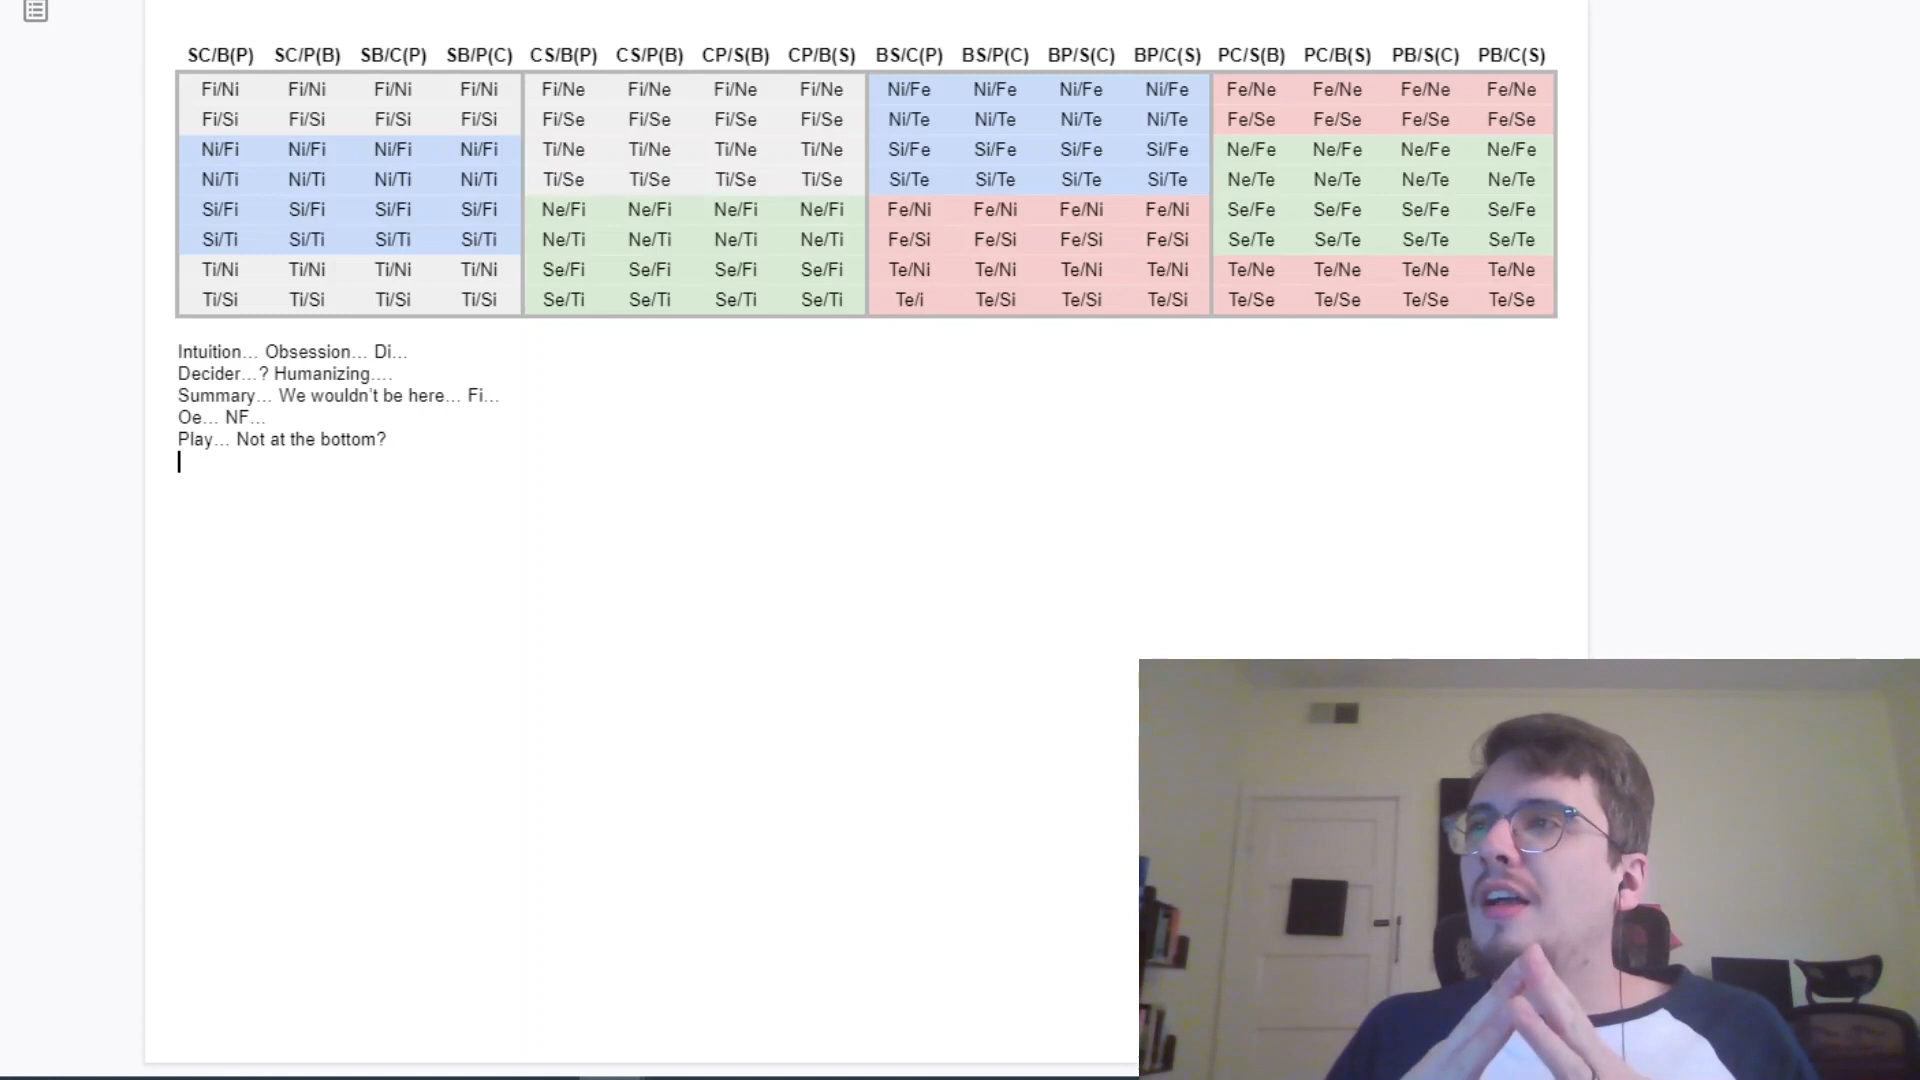 SC/B(P) SC/P(B) SB/C(P) SB/P(C) CS/B(P) CS/P(B) CP/S(B) CP/B(S) BS/C(P) BS/P(C) BP/S(C) BP/C(S) PC/S(B) PC/B(S) PB/S(C) PB/C(S)
Fi/Ni Fi/Ni Fi/Ni Fi/Ni Fi/Ne Fi/Ne Fi/Ne Fi/Ne Ni/Fe Ni/Fe Ni/Fe Ni/Fe Fe/Ne Fe/Ne Fe/Ne Fe/Ne
Fi/Si Fi/Si Fi/Si Fi/Si Fi/Se Fi/Se Fi/Se Fi/Se Ni/Te Ni/Te Ni/Te Ni/Te Fe/Se Fe/Se Fe/Se Fe/Se
Ni/Fi Ni/Fi Ni/Fi Ni/Fi Ti/Ne Ti/Ne Ti/Ne Ti/Ne Si/Fe Si/Fe Si/Fe Si/Fe Ne/Fe Ne/Fe Ne/Fe Ne/Fe
Ni/Ti Ni/Ti Ni/Ti Ni/Ti Ti/Se Ti/Se Ti/Se Ti/Se Si/Te Si/Te Si/Te Si/Te Ne/Te Ne/Te Ne/Te Ne/Te
Si/Fi Si/Fi Si/Fi Si/Fi Ne/Fi Ne/Fi Ne/Fi Ne/Fi Fe/Ni Fe/Ni Fe/Ni Fe/Ni Se/Fe Se/Fe Se/Fe Se/Fe
Si/Ti Si/Ti Si/Ti Si/Ti Ne/Ti Ne/Ti Ne/Ti Ne/Ti Fe/Si Fe/Si Fe/Si Fe/Si Se/Te Se/Te Se/Te Se/Te
Ti/Ni Ti/Ni Ti/Ni Ti/Ni Se/Fi Se/Fi Se/Fi Se/Fi Te/Ni Te/Ni Te/Ni Te/Ni Te/Ne Te/Ne Te/Ne Te/Ne
Ti/Si Ti/Si Ti/Si Ti/Si Se/Ti Se/Ti Se/Ti Se/Ti Te/i Te/Si Te/Si Te/Si Te/Se Te/Se Te/Se Te/Se
Intuition… Obsession… Di…
Decider…? Humanizing….
Summary… We wouldn't be here… Fi…
Oe… NF…
Play… Not at the bottom?